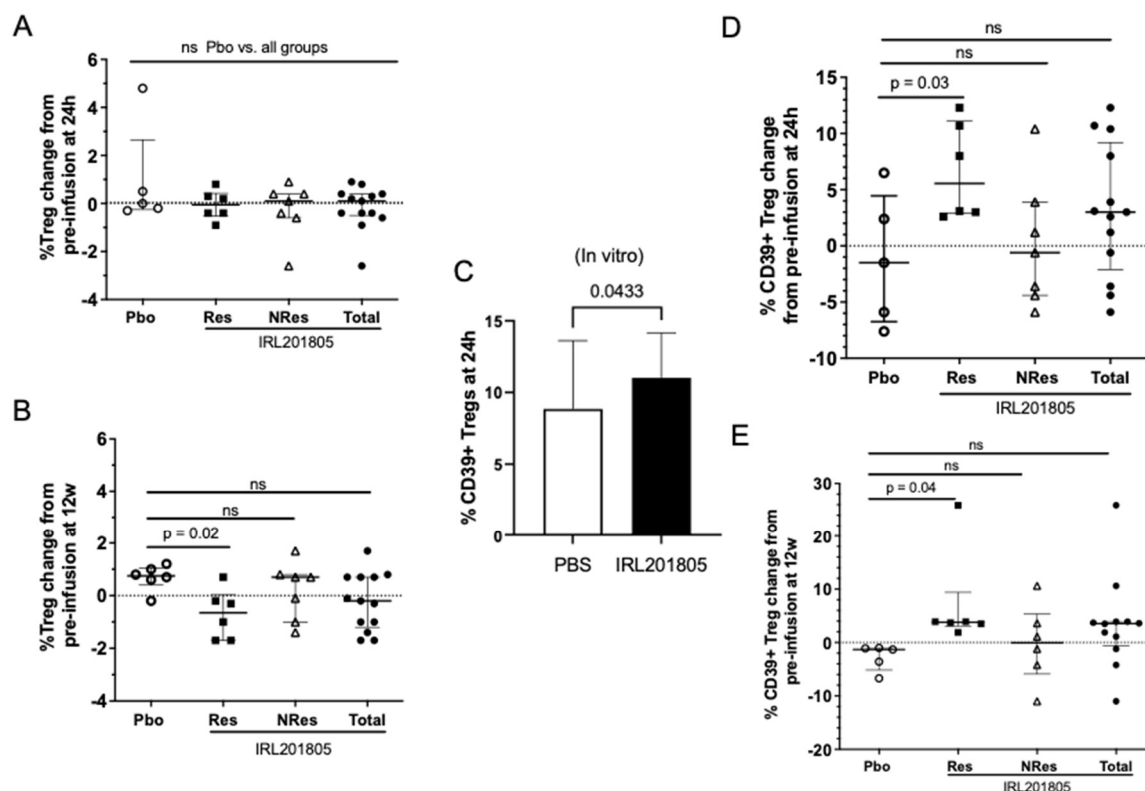 A
ns Pbo vs. all groups
%Treg change from
pre-infusion at 24h
6
4
2
0
-2
-4
Pbo
Res
NRes
Total
IRL201805
B
%Treg change from
pre-infusion at 12w
6
4
2
0
-2
-4
ns
ns
p = 0.02
Pbo
Res
NRes
Total
IRL201805
C
(In vitro)
0.0433
% CD39+ Tregs at 24h
15
10
5
0
PBS
IRL201805
D
ns
ns
p = 0.03
% CD39+ Treg change
from pre-infusion at 24h
15
10
5
0
-5
-10
Pbo
Res
NRes
Total
IRL201805
E
ns
ns
p = 0.04
% CD39+ Treg change from
pre-infusion at 12w
30
20
10
0
-10
-20
Pbo
Res
NRes
Total
IRL201805